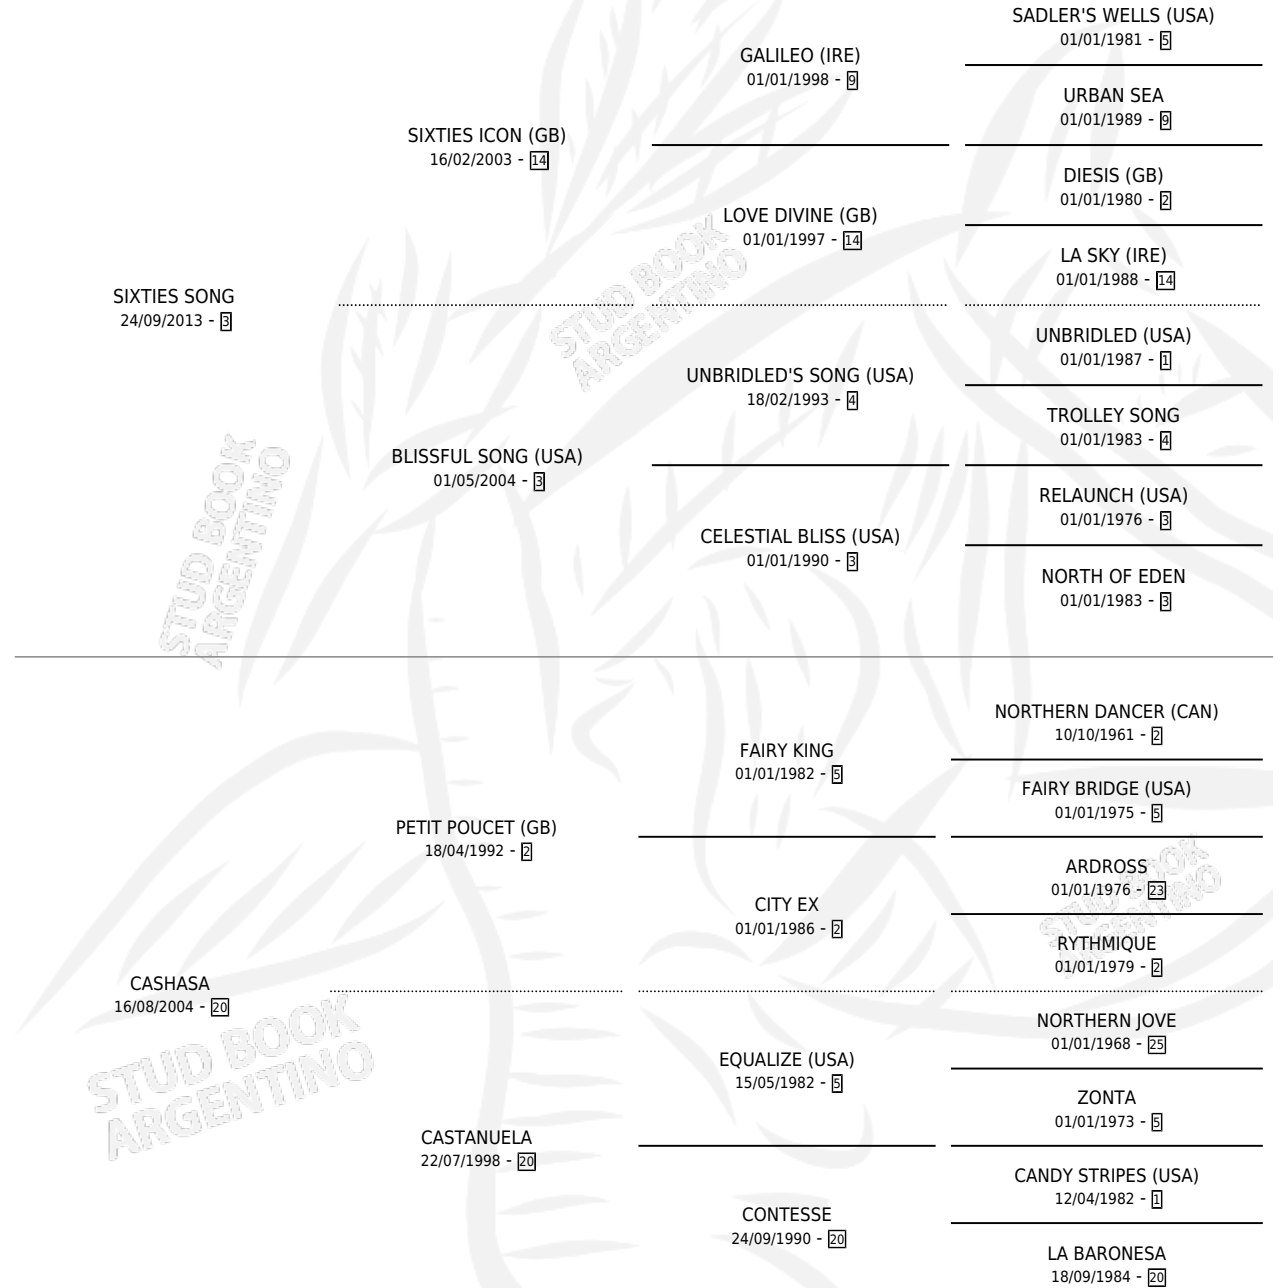 SADLER'S WELLS (USA)
01/01/1981 - 5
GALILEO (IRE)
01/01/1998 - 9
URBAN SEA
01/01/1989 - 9
SIXTIES ICON (GB)
16/02/2003 - 14
DIESIS (GB)
01/01/1980 - 2
LOVE DIVINE (GB)
01/01/1997 - 14
LA SKY (IRE)
01/01/1988 - 14
SIXTIES SONG
24/09/2013 - 3
UNBRIDLED (USA)
01/01/1987 - 1
UNBRIDLED'S SONG (USA)
18/02/1993 - 4
TROLLEY SONG
01/01/1983 - 4
BLISSFUL SONG (USA)
01/05/2004 - 3
RELAUNCH (USA)
01/01/1976 - 3
CELESTIAL BLISS (USA)
01/01/1990 - 3
NORTH OF EDEN
01/01/1983 - 3
NORTHERN DANCER (CAN)
10/10/1961 - 2
FAIRY KING
01/01/1982 - 5
FAIRY BRIDGE (USA)
01/01/1975 - 5
PETIT POUCET (GB)
18/04/1992 - 2
ARDROSS
01/01/1976 - 23
CITY EX
01/01/1986 - 2
RYTHMIQUE
01/01/1979 - 2
CASHASA
16/08/2004 - 20
NORTHERN JOVE
01/01/1968 - 25
EQUALIZE (USA)
15/05/1982 - 5
ZONTA
01/01/1973 - 5
CASTANUELA
22/07/1998 - 20
CANDY STRIPES (USA)
12/04/1982 - 1
CONTESSE
24/09/1990 - 20
LA BARONESA
18/09/1984 - 20
STUD BOOK
ARGENTINO
STUD BOOK
ARGENTINO
STUD BOOK
ARGENTINO
STUD BOOK
ARGENTINO